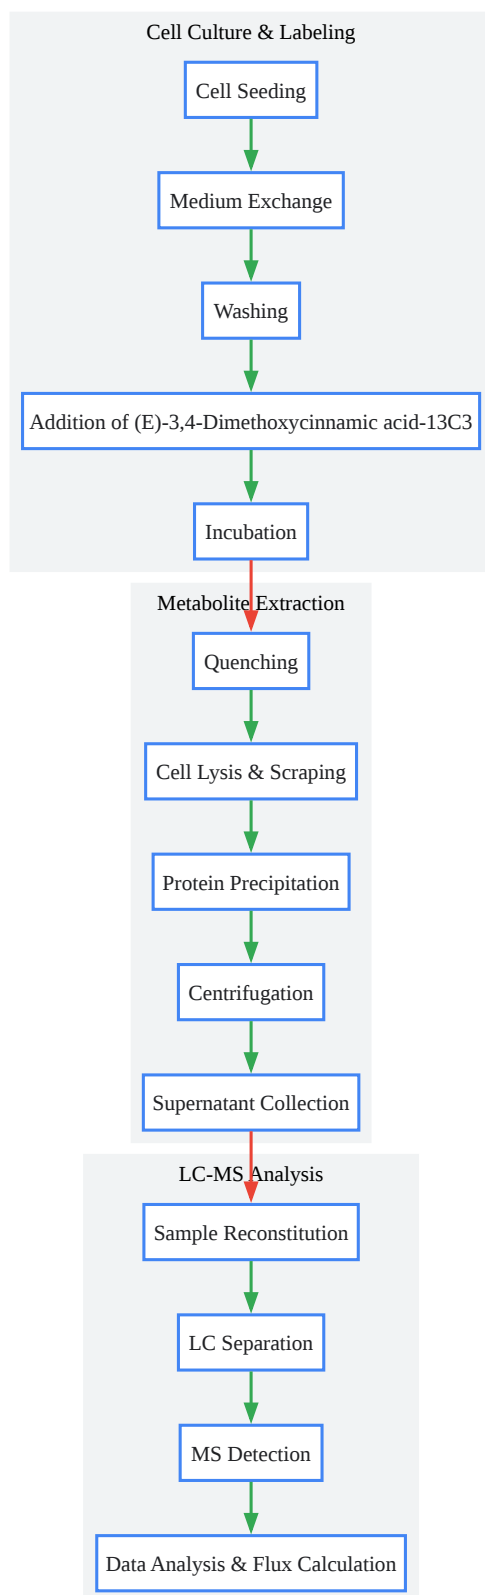 Cell Culture & Labeling
Cell Seeding
Medium Exchange
Washing
Addition of (E)-3,4-Dimethoxycinnamic acid-13C3
Incubation
Metabolite Extraction
Quenching
Cell Lysis & Scraping
Protein Precipitation
Centrifugation
Supernatant Collection
LC-MS Analysis
Sample Reconstitution
LC Separation
MS Detection
Data Analysis & Flux Calculation